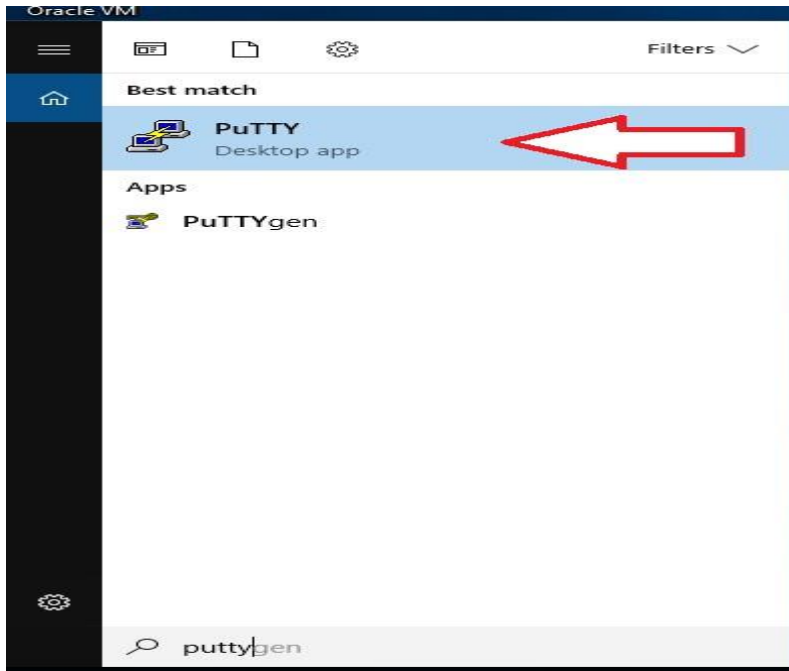 Oracle VM
Filters
Best match
PuTTY
Desktop app
Apps
PuTTYgen
puttygen